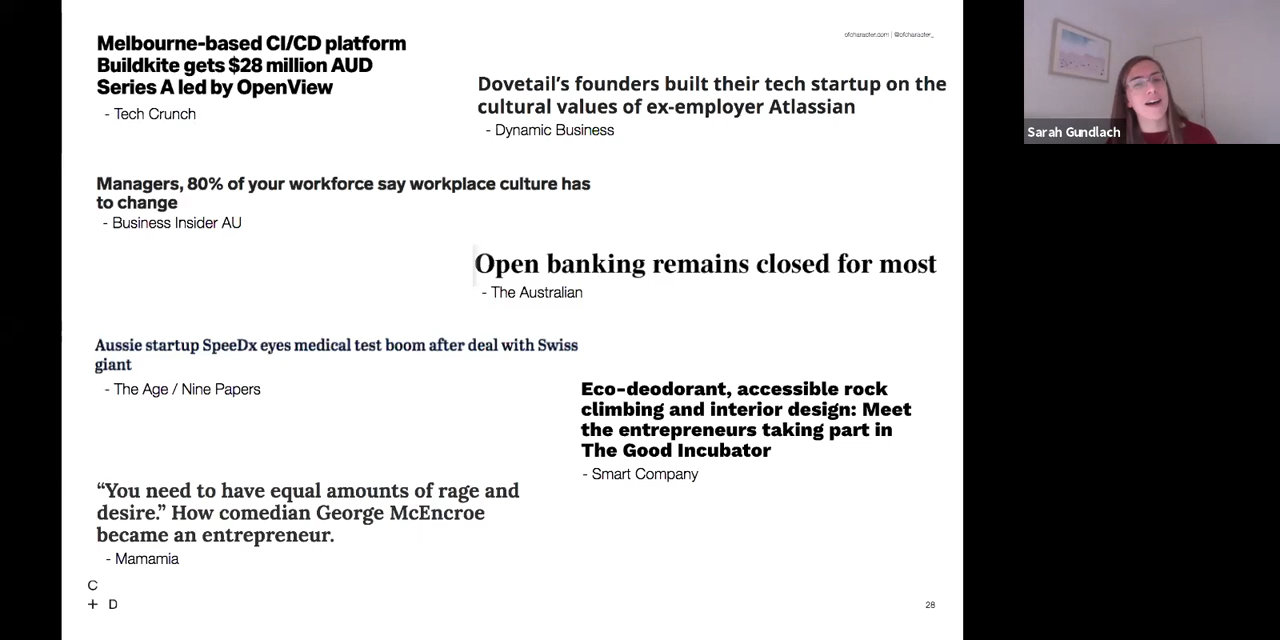 Melbourne-based CI/CD platform
Buildkite gets $28 million AUD
Series A led by OpenView
- Tech Crunch
ofcharacter.com | @ofcharacter_
Dovetail's founders built their tech startup on the
cultural values of ex-employer Atlassian
- Dynamic Business
Sarah Gundlach
Managers, 80% of your workforce say workplace culture has
to change
- Business Insider AU
Open banking remains closed for most
- The Australian
Aussie startup SpeeDx eyes medical test boom after deal with Swiss
giant
- The Age / Nine Papers
Eco-deodorant, accessible rock
climbing and interior design: Meet
the entrepreneurs taking part in
The Good Incubator
- Smart Company
“You need to have equal amounts of rage and
desire.” How comedian George McEncroe
became an entrepreneur.
- Mamamia
C
+ D
28